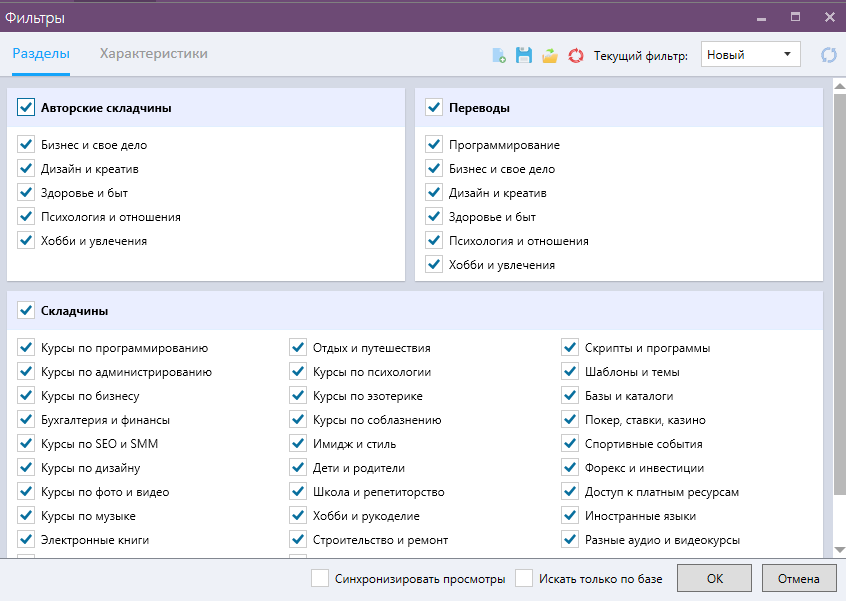 Фильтры
Разделы Характеристики Текущий фильтр: Новый
Авторские складчины
Бизнес и свое дело
Дизайн и креатив
Здоровье и быт
Психология и отношения
Хобби и увлечения
Переводы
Программирование
Бизнес и свое дело
Дизайн и креатив
Здоровье и быт
Психология и отношения
Хобби и увлечения
Складчины
Курсы по программированию
Курсы по администрированию
Курсы по бизнесу
Бухгалтерия и финансы
Курсы по SEO и SMM
Курсы по дизайну
Курсы по фото и видео
Курсы по музыке
Электронные книги
Отдых и путешествия
Курсы по психологии
Курсы по эзотерике
Курсы по соблазнению
Имидж и стиль
Дети и родители
Школа и репетиторство
Хобби и рукоделие
Строительство и ремонт
Скрипты и программы
Шаблоны и темы
Базы и каталоги
Покер, ставки, казино
Спортивные события
Форекс и инвестиции
Доступ к платным ресурсам
Иностранные языки
Разные аудио и видеокурсы
Синхронизировать просмотры Искать только по базе ОК Отмена